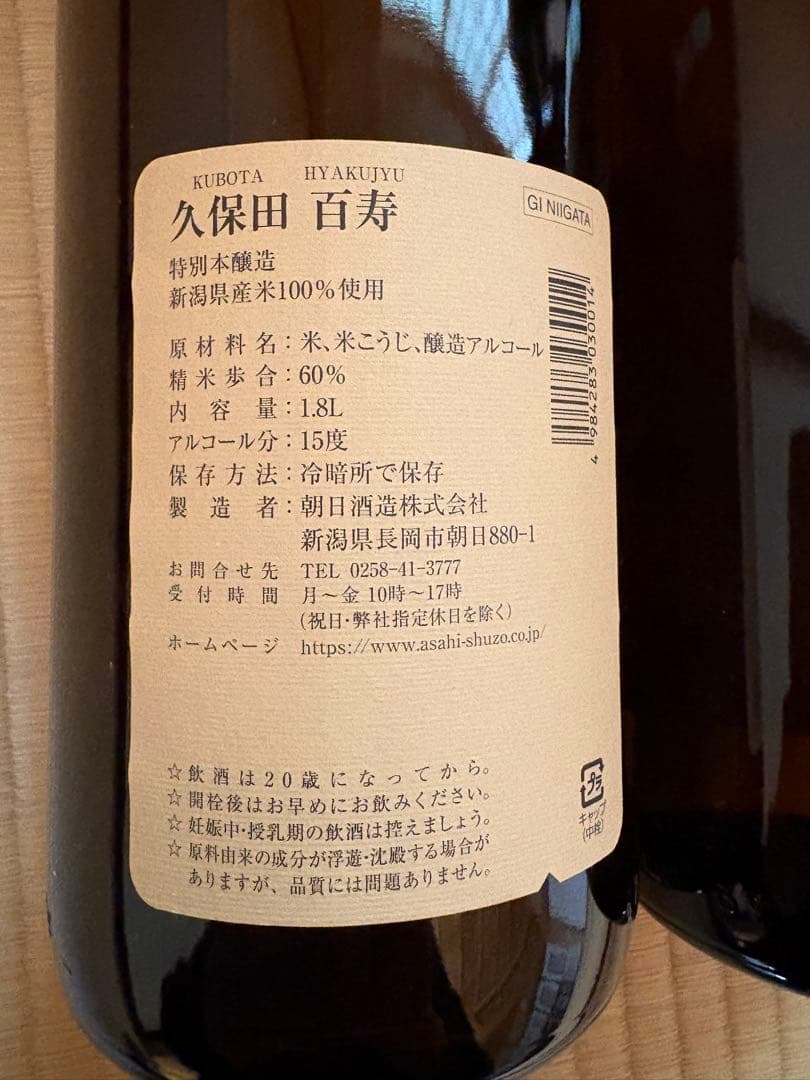 KUBOTA HYAKUJYU
久保田 百寿
GI NIIGATA
特別本醸造
新潟県産米100%使用
原材料名：米、米こうじ、醸造アルコール
精米歩合：60%
内容量：1.8L
アルコール分：15度
保存方法：冷暗所で保存
製造者：朝日酒造株式会社
新潟県長岡市朝日880-1
お問合せ先 TEL 0258-41-3777
受付時間 月～金 10時～17時
(祝日・弊社指定休日を除く)
ホームページ https://www.asahi-shuzo.co.jp/
4 984283 030014
☆飲酒は20歳になってから。
☆開栓後はお早めにお飲みください。
☆妊娠中・授乳期の飲酒は控えましょう。
☆原料由来の成分が浮遊・沈殿する場合が
ありますが、品質には問題ありません。
プラ
キャップ
(中栓)